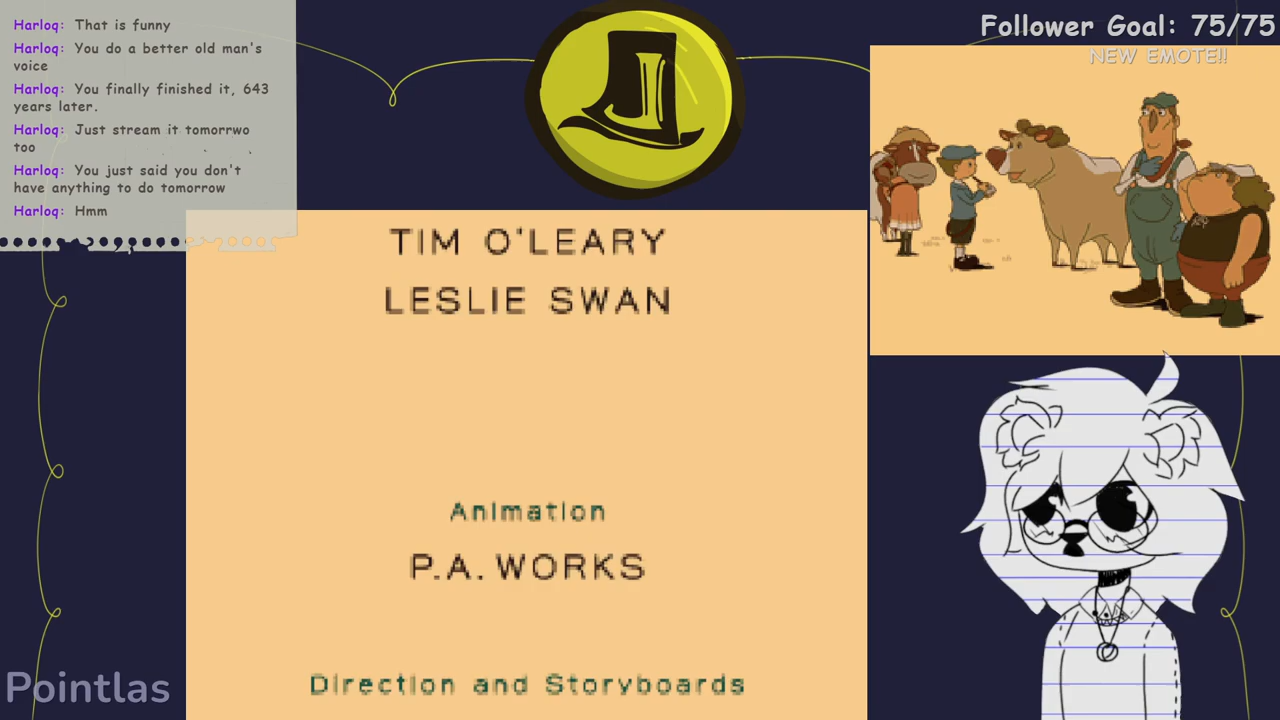 Harloq: That is funny
Harloq: You do a better old man's
voice
Harloq: You finally finished it, 643
years later.
Harloq: Just stream it tomorrwo
too
Harloq: You just said you don't
have anything to do tomorrow
Harloq: Hmm
Follower Goal: 75/75
NEW EMOTE!!
TIM O'LEARY
LESLIE SWAN
Animation
P.A. WORKS
Direction and Storyboards
Pointlas